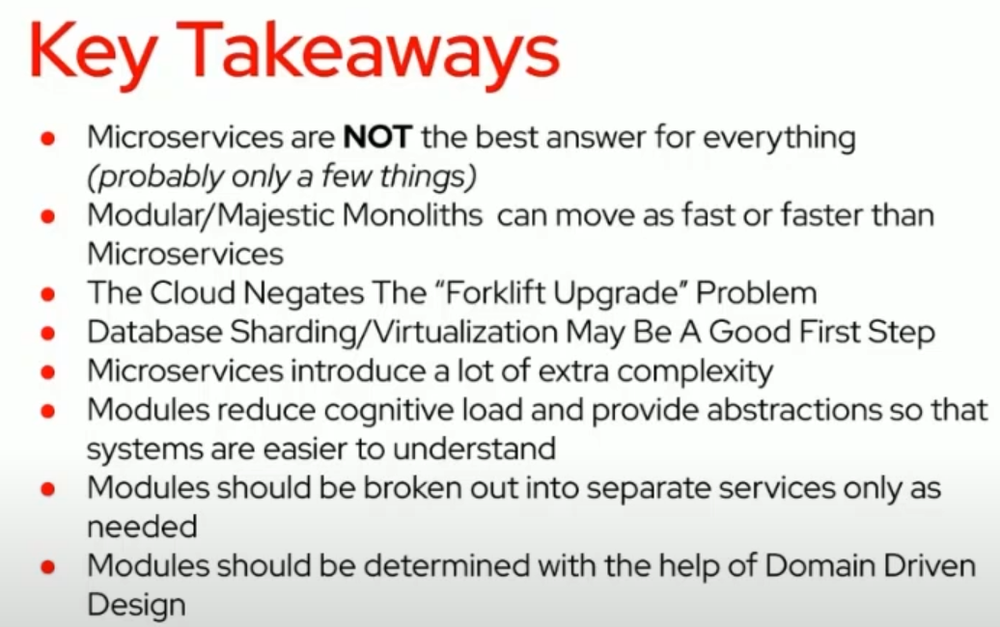 Key Takeaways
• Microservices are NOT the best answer for everything
(probably only a few things)
• Modular/Majestic Monoliths can move as fast or faster than
Microservices
• The Cloud Negates The “Forklift Upgrade” Problem
• Database Sharding/Virtualization May Be A Good First Step
• Microservices introduce a lot of extra complexity
• Modules reduce cognitive load and provide abstractions so that
systems are easier to understand
• Modules should be broken out into separate services only as
needed
• Modules should be determined with the help of Domain Driven
Design